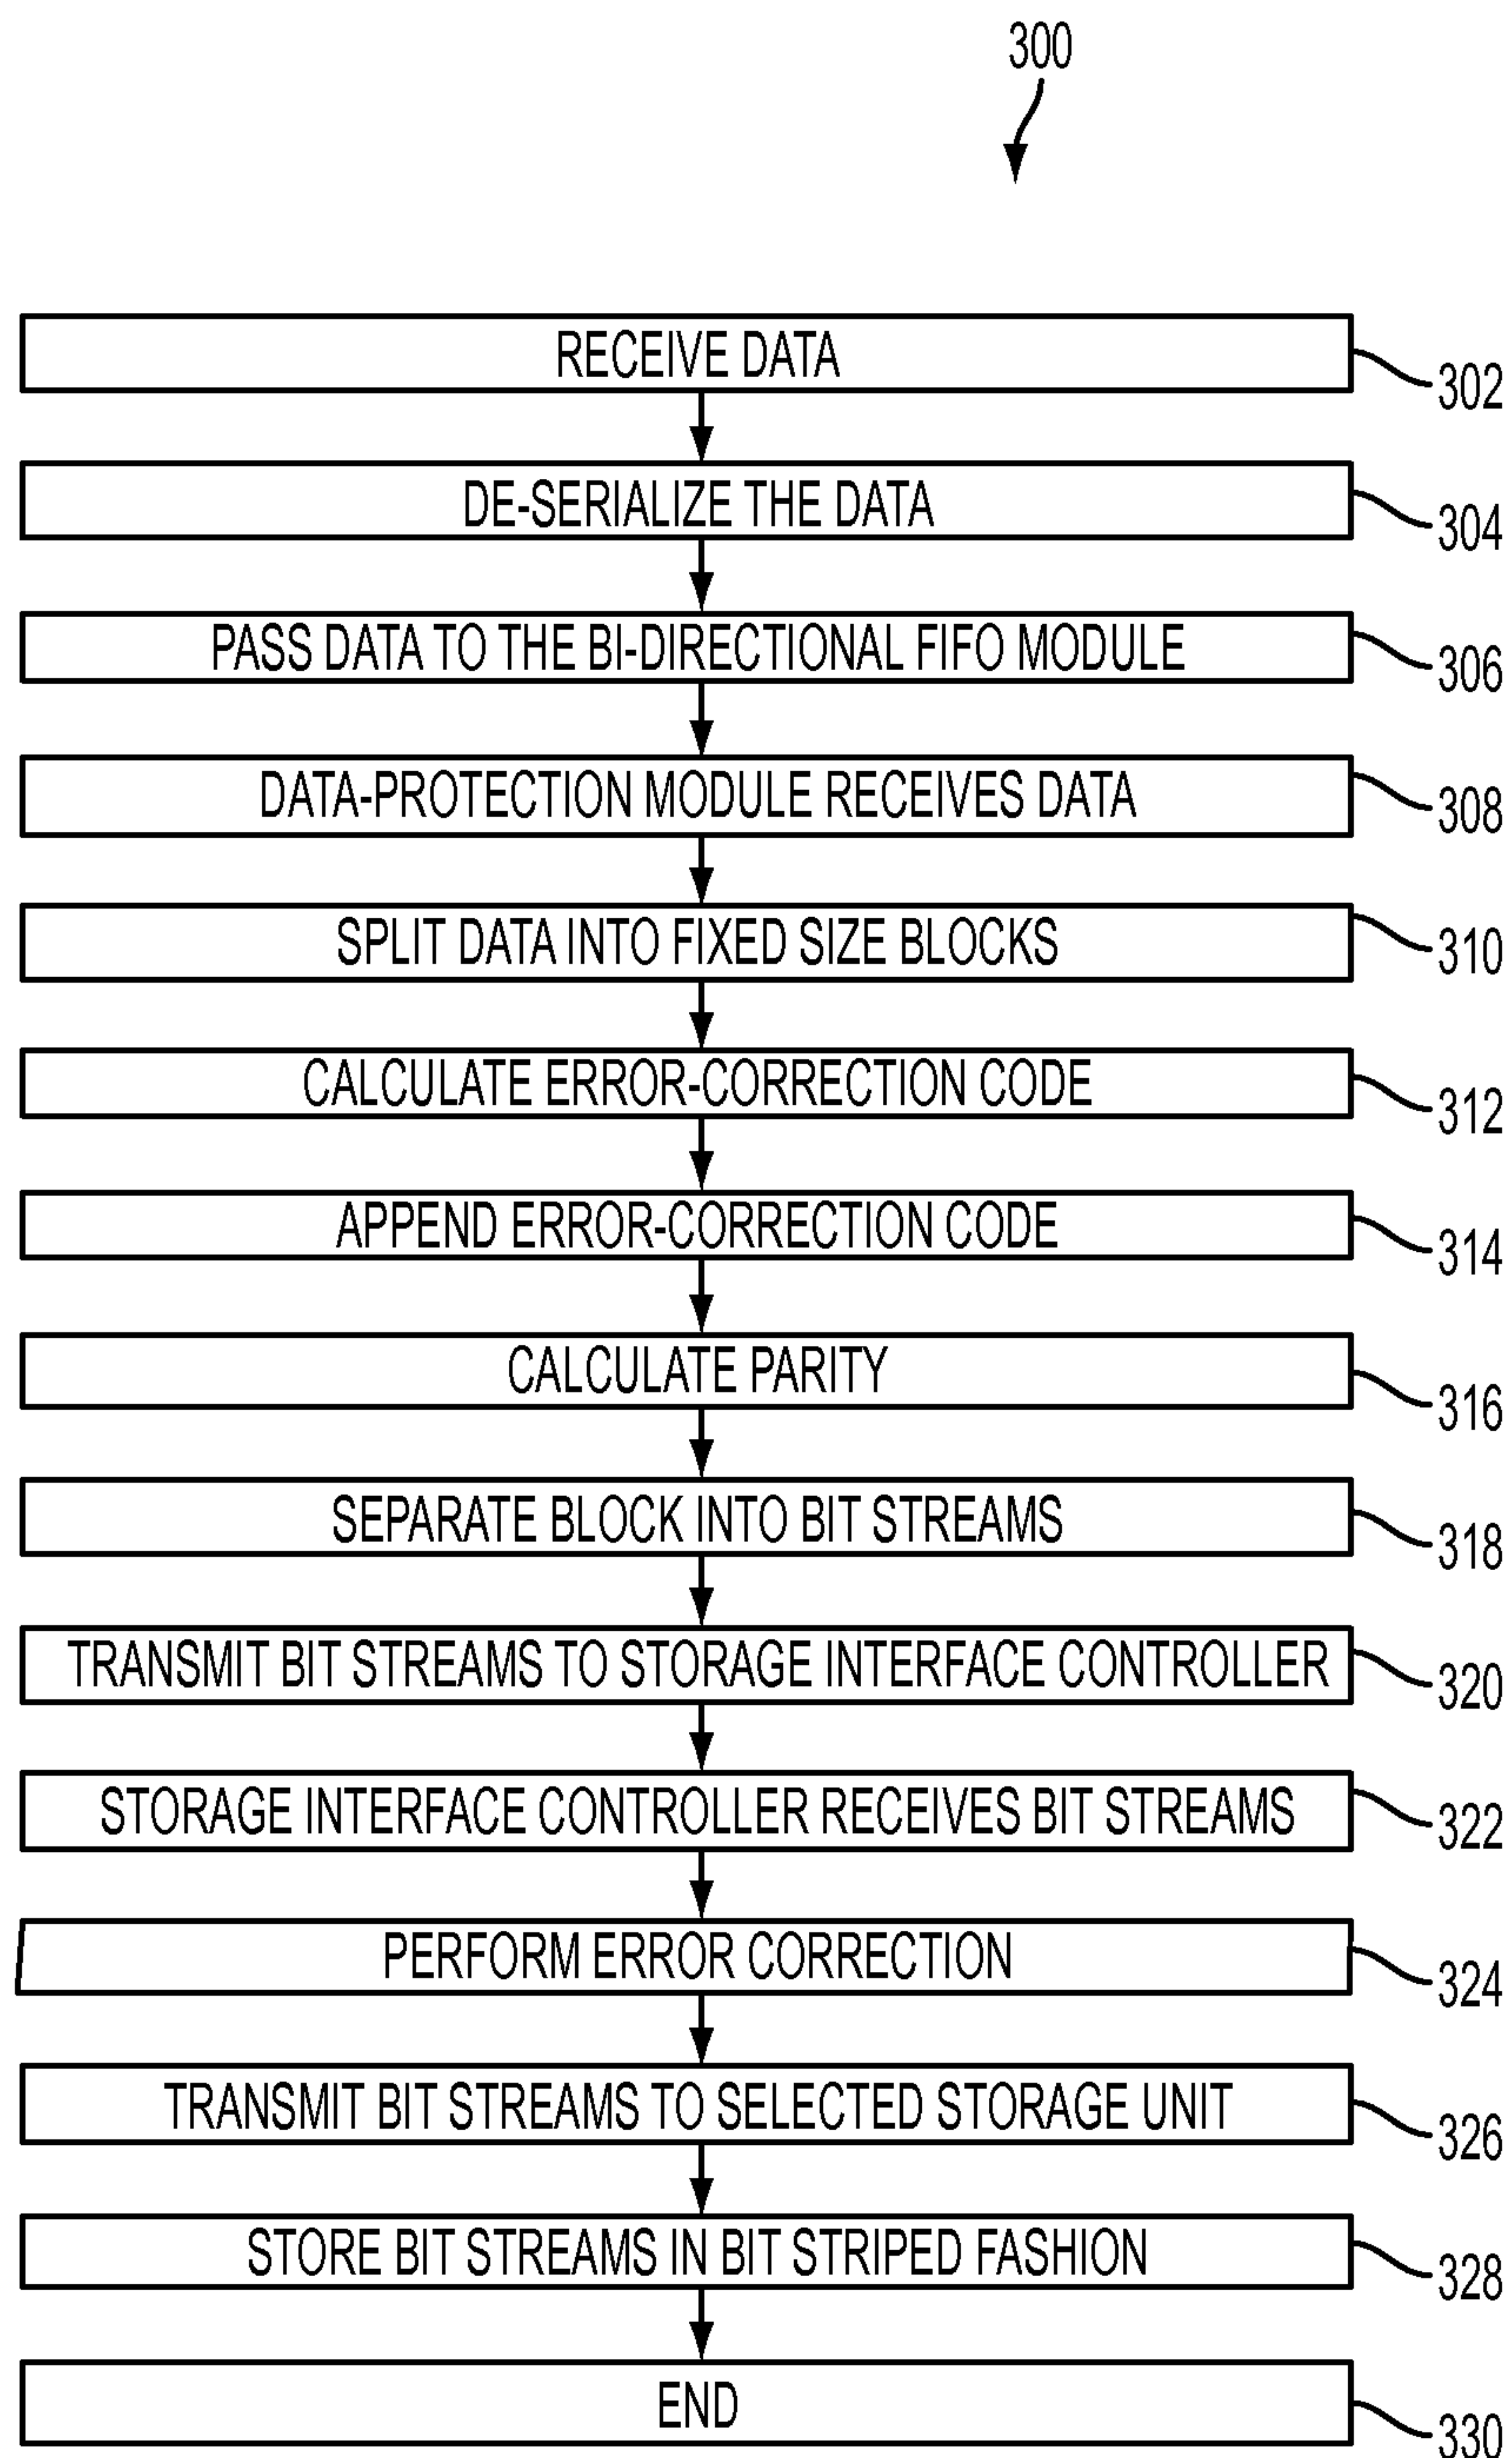 300
RECEIVE DATA
302
DE-SERIALIZE THE DATA
304
PASS DATA TO THE BI-DIRECTIONAL FIFO MODULE
306
DATA-PROTECTION MODULE RECEIVES DATA
308
SPLIT DATA INTO FIXED SIZE BLOCKS
310
CALCULATE ERROR-CORRECTION CODE
312
APPEND ERROR-CORRECTION CODE
314
CALCULATE PARITY
316
SEPARATE BLOCK INTO BIT STREAMS
318
TRANSMIT BIT STREAMS TO STORAGE INTERFACE CONTROLLER
320
STORAGE INTERFACE CONTROLLER RECEIVES BIT STREAMS
322
PERFORM ERROR CORRECTION
324
TRANSMIT BIT STREAMS TO SELECTED STORAGE UNIT
326
STORE BIT STREAMS IN BIT STRIPED FASHION
328
END
330